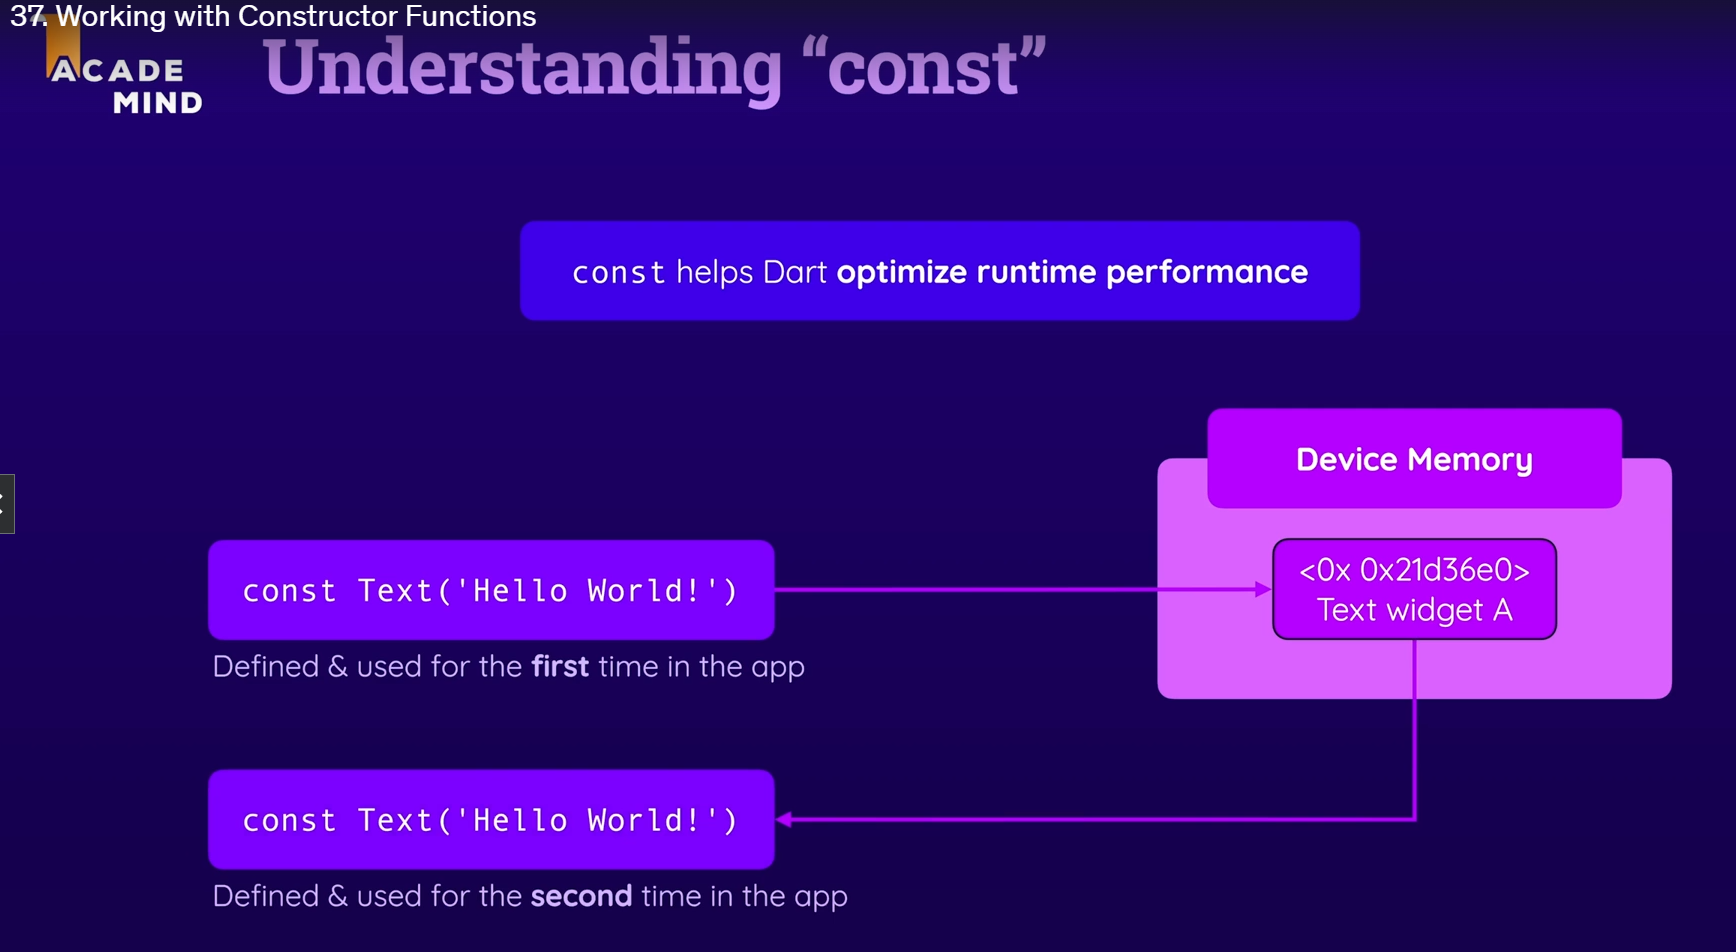 37. Working with Constructor Functions
ACADE
MIND
Understanding “const”
const helps Dart optimize runtime performance
Device Memory
const Text('Hello World!')
<0x 0x21d36e0>
Text widget A
Defined & used for the first time in the app
const Text('Hello World!')
Defined & used for the second time in the app